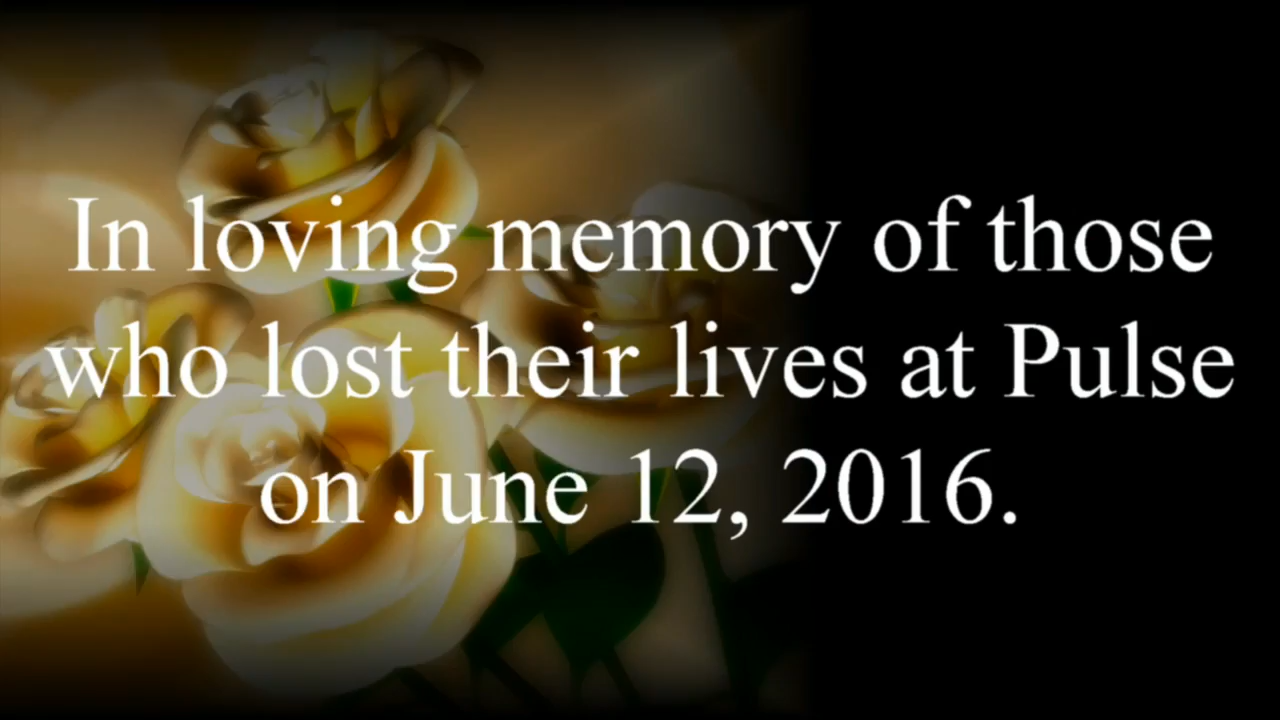 In loving memory of those
who lost their lives at Pulse
on June 12, 2016.